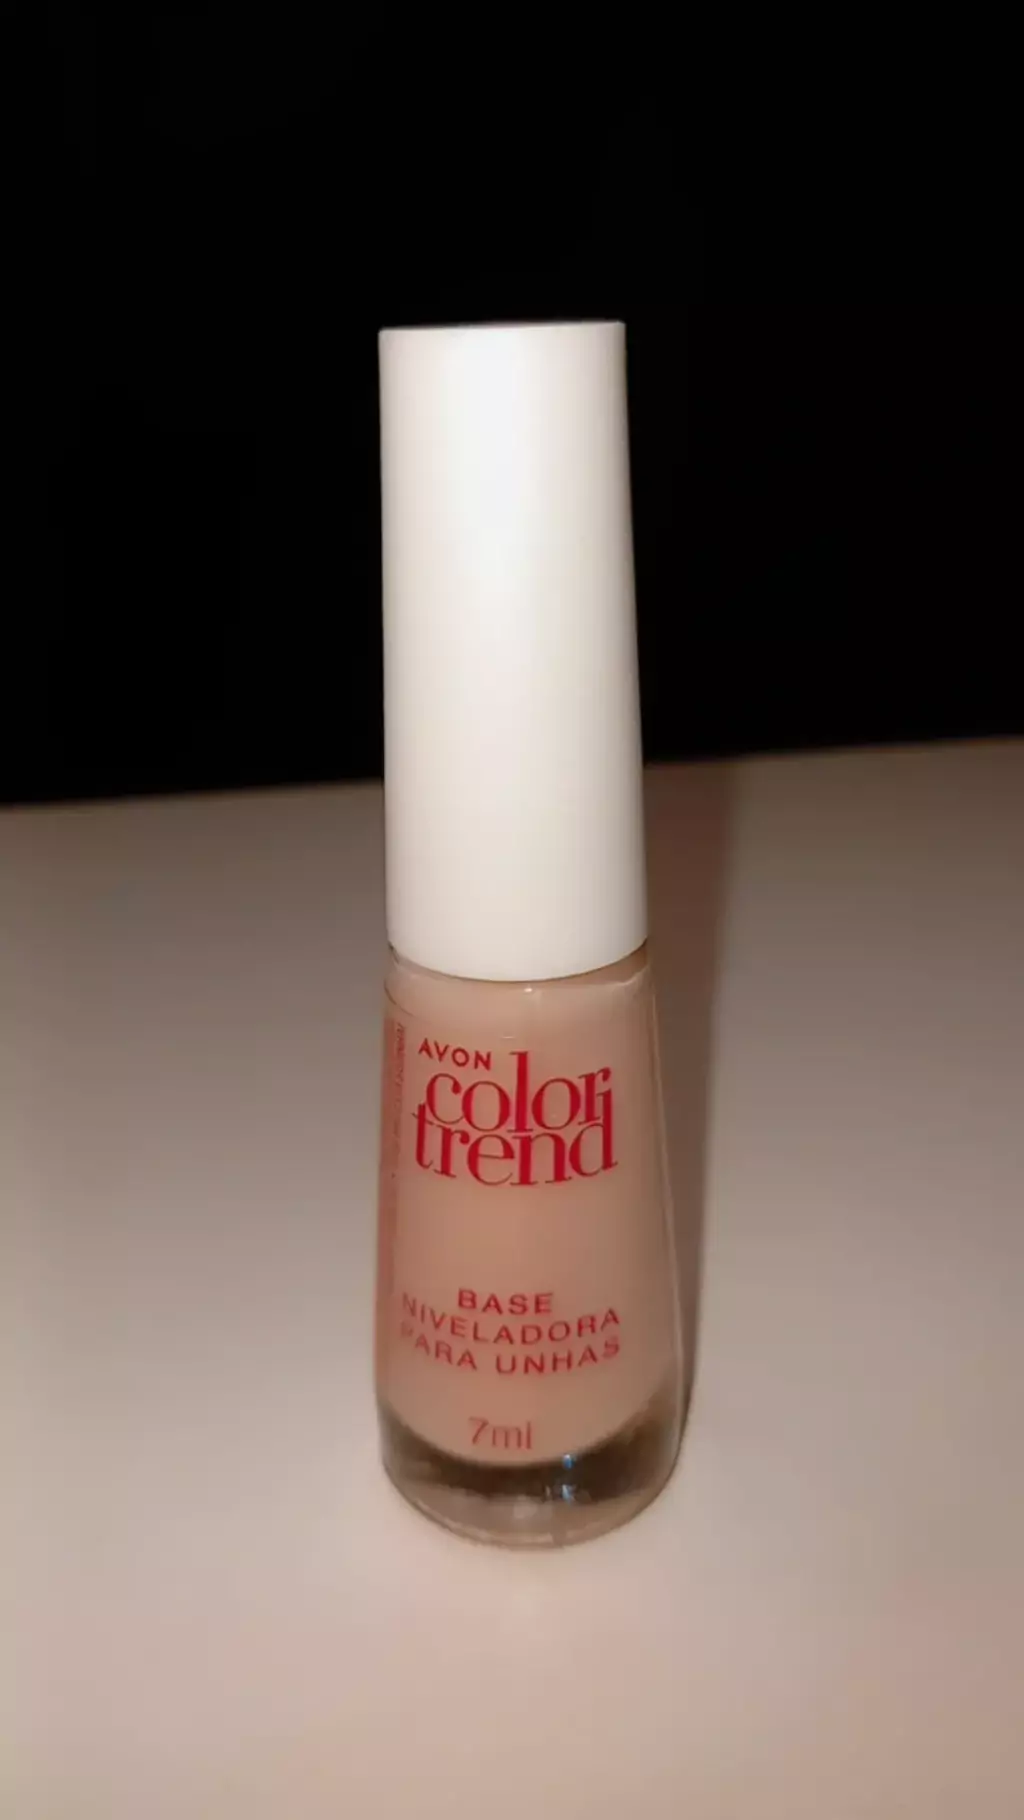 AVON
color
trend
BASE
NIVELADORA
PARA UNHAS
7ml